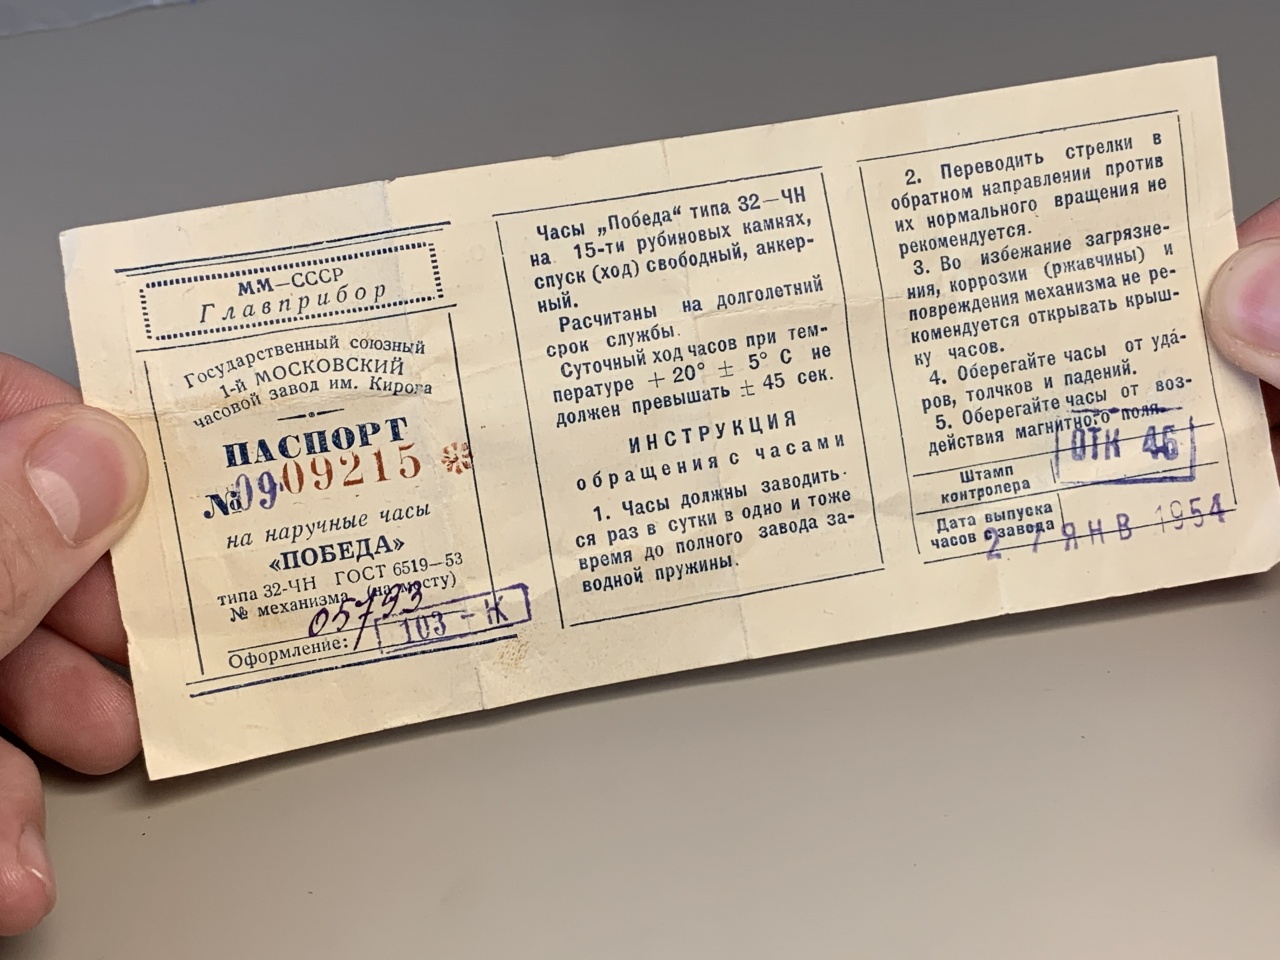 ММ—СССР
Главприбор
Государственный союзный
1-й МОСКОВСКИЙ
часовой завод им. Кирова
ПАСПОРТ
№ 0909215
на наручные часы
«ПОБЕДА»
типа 32-ЧН ГОСТ 6519—53
№ механизма (на мосту)
05793
Оформление: 103 - IK
Часы „Победа“ типа 32—ЧН
на 15-ти рубиновых камнях,
спуск (ход) свободный, анкер-
ный.
Расчитаны на долголетний
срок службы.
Суточный ход часов при тем-
пературе + 20° ± 5° С не
должен превышать ± 45 сек.
ИНСТРУКЦИЯ
обращения с часами
1. Часы должны заводить-
ся раз в сутки в одно и тоже
время до полного завода за-
водной пружины.
2. Переводить стрелки в
обратном направлении против
их нормального вращения не
рекомендуется.
3. Во избежание загрязне-
ния, коррозии (ржавчины) и
повреждения механизма не ре-
комендуется открывать крыш-
ку часов.
4. Оберегайте часы от уда-
ров, толчков и падений.
5. Оберегайте часы от воз-
действия магнитного поля.
Штамп
контролера
ОТК 46
Дата выпуска
часов с завода
27 ЯНВ 1954